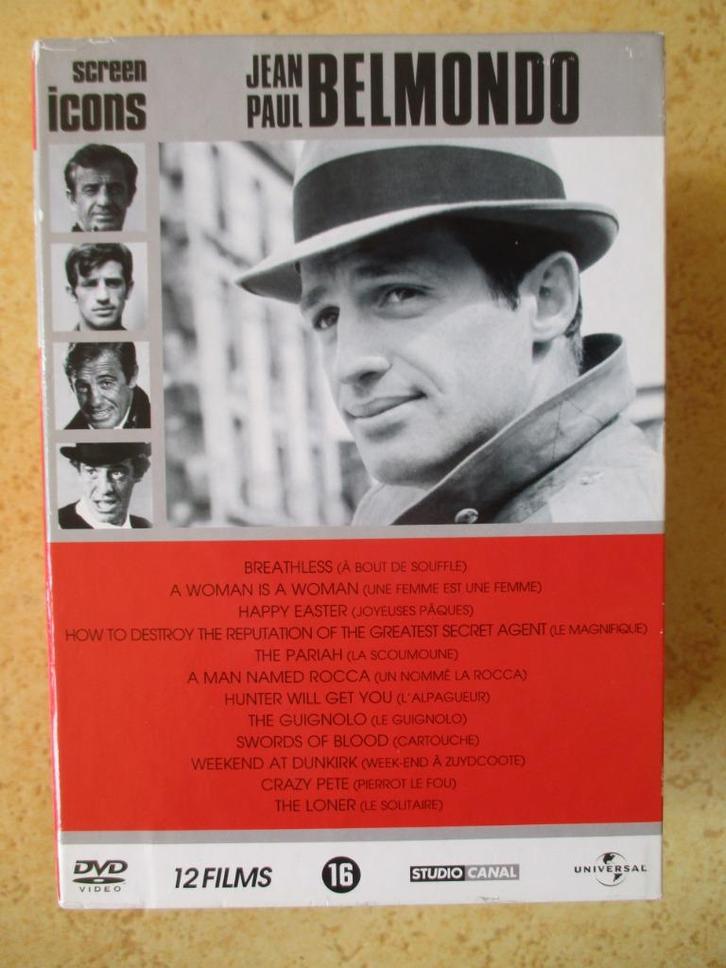 screen
icons
JEAN
PAUL BELMONDO
BREATHLESS (À BOUT DE SOUFFLE)
A WOMAN IS A WOMAN (UNE FEMME EST UNE FEMME)
HAPPY EASTER (JOYEUSES PÂQUES)
HOW TO DESTROY THE REPUTATION OF THE GREATEST SECRET AGENT (LE MAGNIFIQUE)
THE PARIAH (LA SCOUMOUNE)
A MAN NAMED ROCCA (UN NOMMÉ LA ROCCA)
HUNTER WILL GET YOU (L'ALPAGUEUR)
THE GUIGNOLO (LE GUIGNOLO)
SWORDS OF BLOOD (CARTOUCHE)
WEEKEND AT DUNKIRK (WEEK-END À ZUYDCOOTE)
CRAZY PETE (PIERROT LE FOU)
THE LONER (LE SOLITAIRE)
DVD
VIDEO
12 FILMS
16
STUDIO CANAL
UNIVERSAL